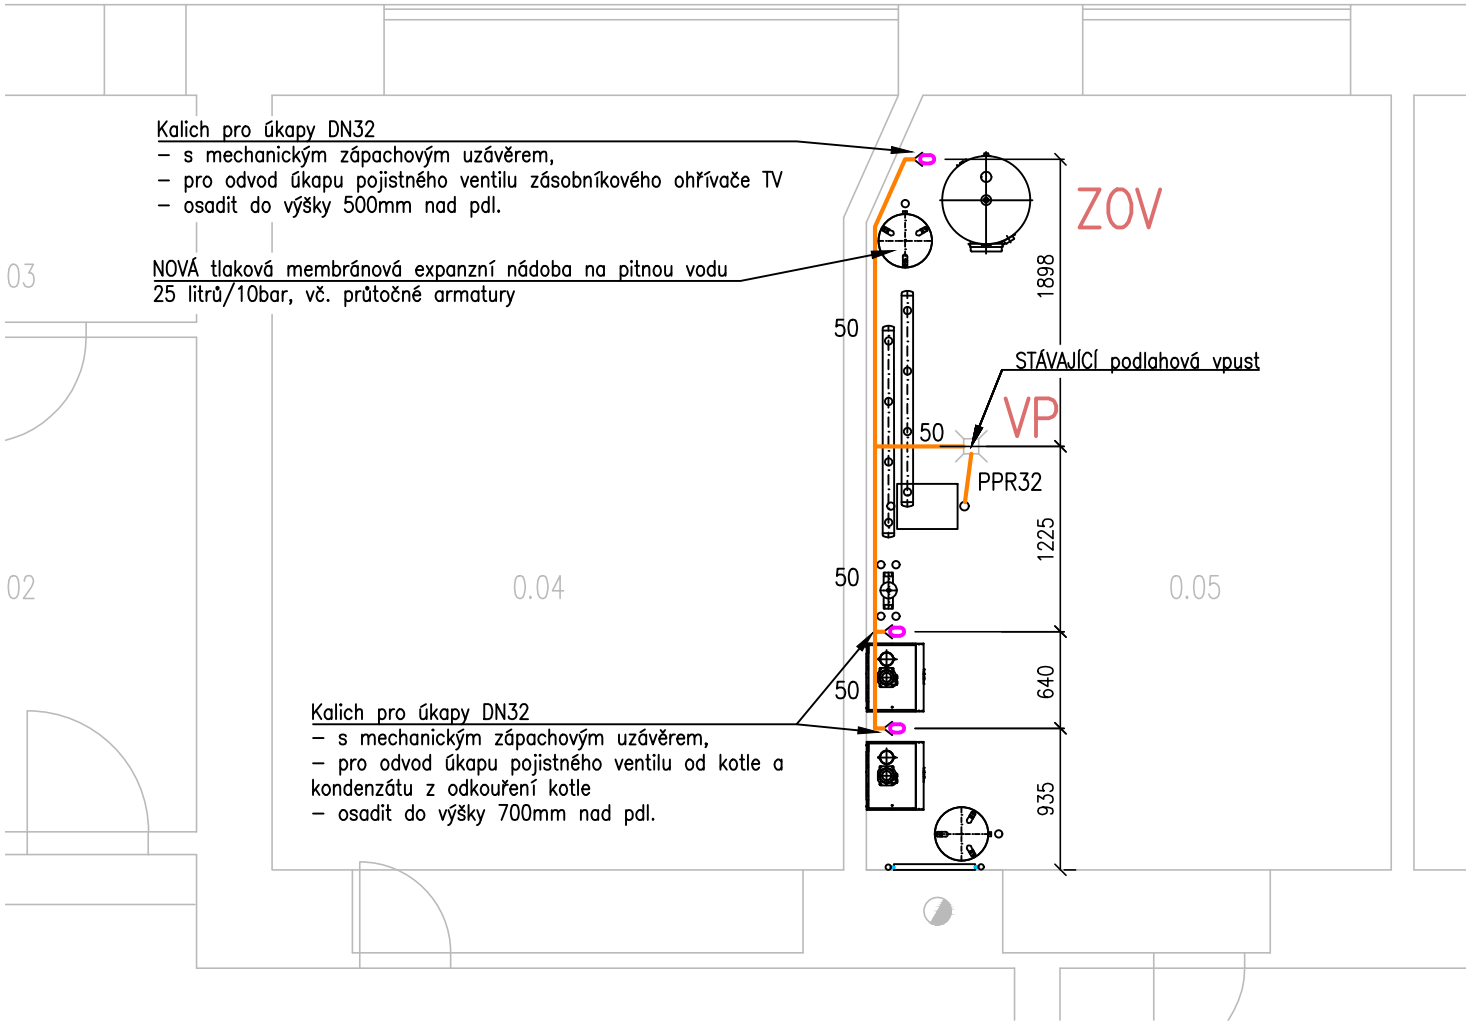 Kalich pro úkapy DN32
– s mechanickým zápachovým uzávěrem,
– pro odvod úkapu pojistného ventilu zásobníkového ohřívače TV
– osadit do výšky 500mm nad pdl.
ZOV
NOVÁ tlaková membránová expanzní nádoba na pitnou vodu
25 litrů/10bar, vč. průtočné armatury
03
1898
50
STÁVAJÍCÍ podlahová vpust
VP
50
PPR32
1225
50
02
0.04
0.05
640
50
Kalich pro úkapy DN32
– s mechanickým zápachovým uzávěrem,
– pro odvod úkapu pojistného ventilu od kotle a
kondenzátu z odkouření kotle
– osadit do výšky 700mm nad pdl.
935